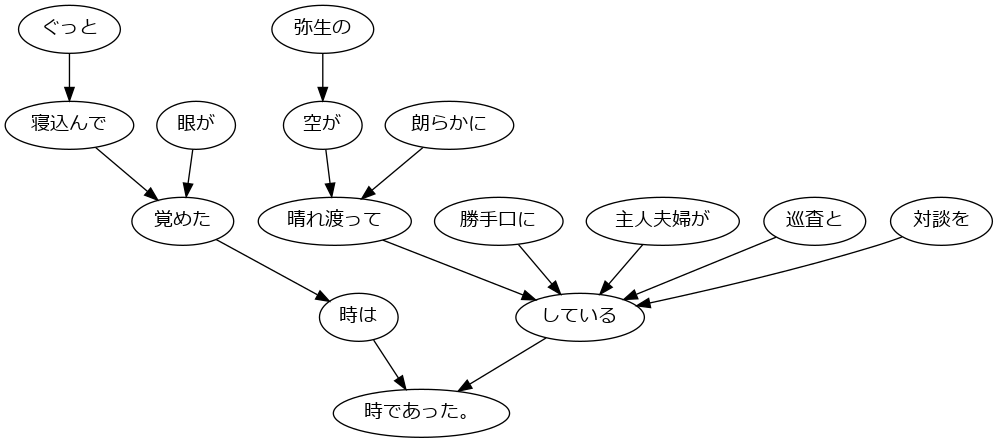 ぐっと
弥生の
寝込んで
眼が
空が
朗らかに
覚めた
晴れ渡って
勝手口に
主人夫婦が
巡査と
対談を
時は
している
時であった。